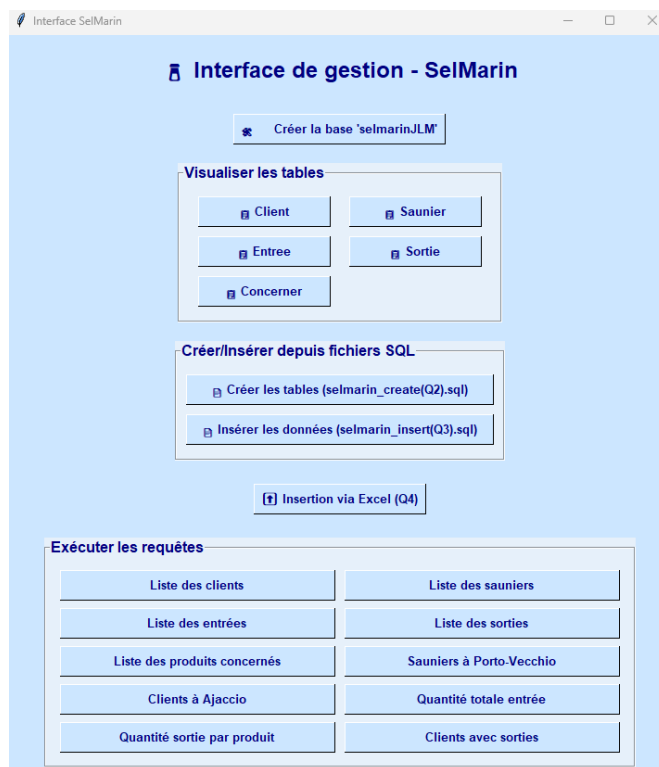 Interface SelMarin
Interface de gestion - SelMarin
Créer la base 'selmarinJLM'
Visualiser les tables
Client
Saunier
Entree
Sortie
Concerner
Créer/Insérer depuis fichiers SQL
Créer les tables (selmarin_create(Q2).sql)
Insérer les données (selmarin_insert(Q3).sql)
Insertion via Excel (Q4)
Exécuter les requêtes
Liste des clients
Liste des sauniers
Liste des entrées
Liste des sorties
Liste des produits concernés
Sauniers à Porto-Vecchio
Clients à Ajaccio
Quantité totale entrée
Quantité sortie par produit
Clients avec sorties